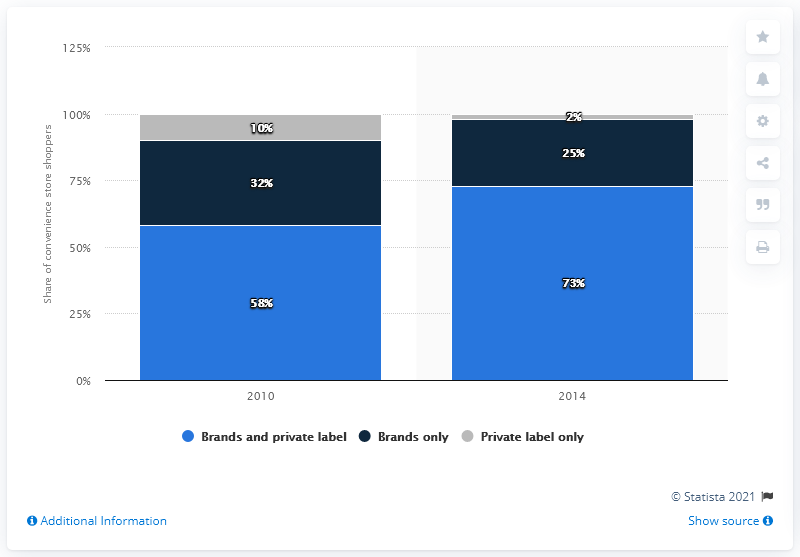 125%
100%
75%
50%
25%
0%
Share of convenience store shoppers
10%
32%
58%
2%
25%
73%
2010
2014
Brands and private label
Brands only
Private label only
© Statista 2021
Additional Information
Show source